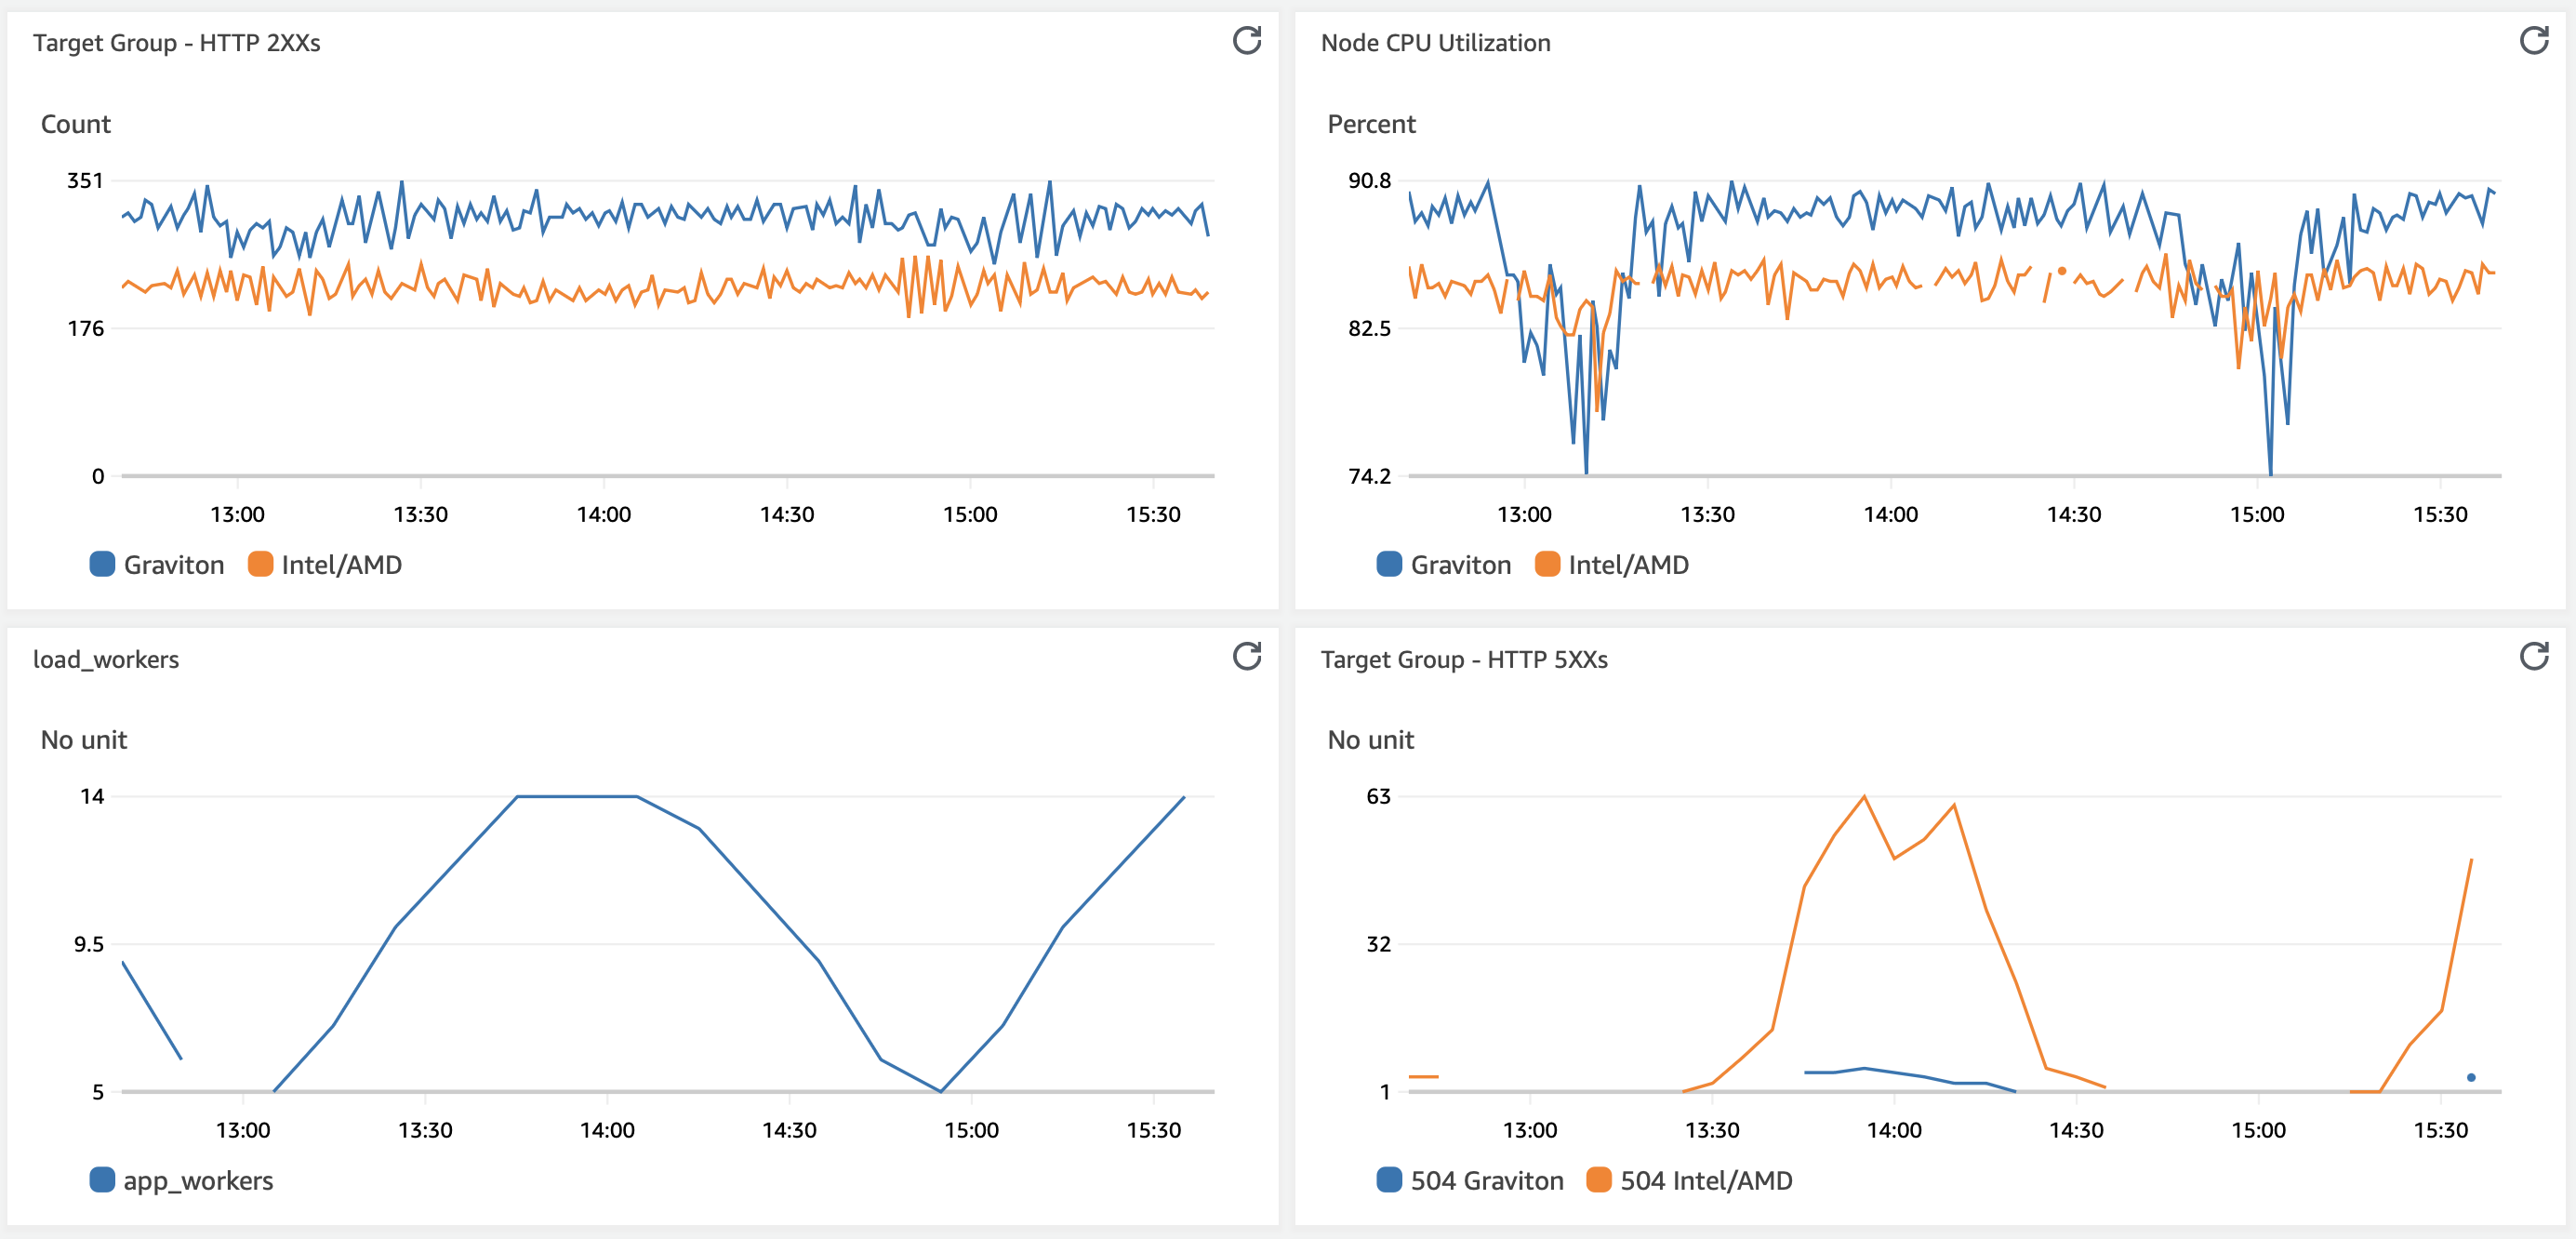 Target Group - HTTP 2XXs
Count
351
176
0
13:00 13:30 14:00 14:30 15:00 15:30
Graviton Intel/AMD
Node CPU Utilization
Percent
90.8
82.5
74.2
13:00 13:30 14:00 14:30 15:00 15:30
Graviton Intel/AMD
load_workers
No unit
14
9.5
5
13:00 13:30 14:00 14:30 15:00 15:30
app_workers
Target Group - HTTP 5XXs
No unit
63
32
1
13:00 13:30 14:00 14:30 15:00 15:30
504 Graviton 504 Intel/AMD